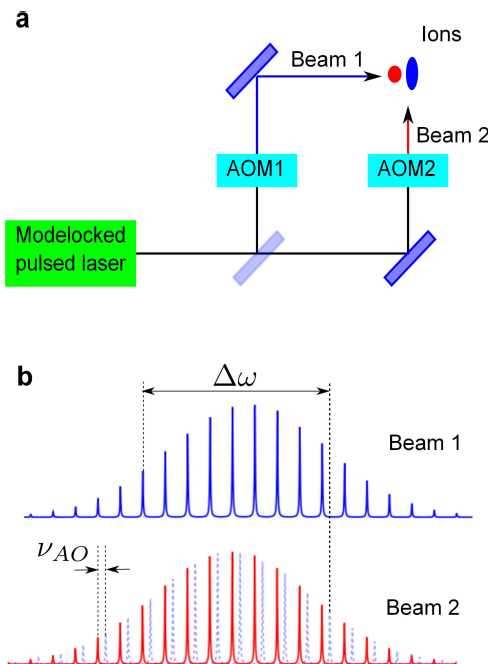 a
Ions
Beam 1
Beam 2
AOM1
AOM2
Modelocked
pulsed laser
b
Δω
Beam 1
ν_AO
Beam 2